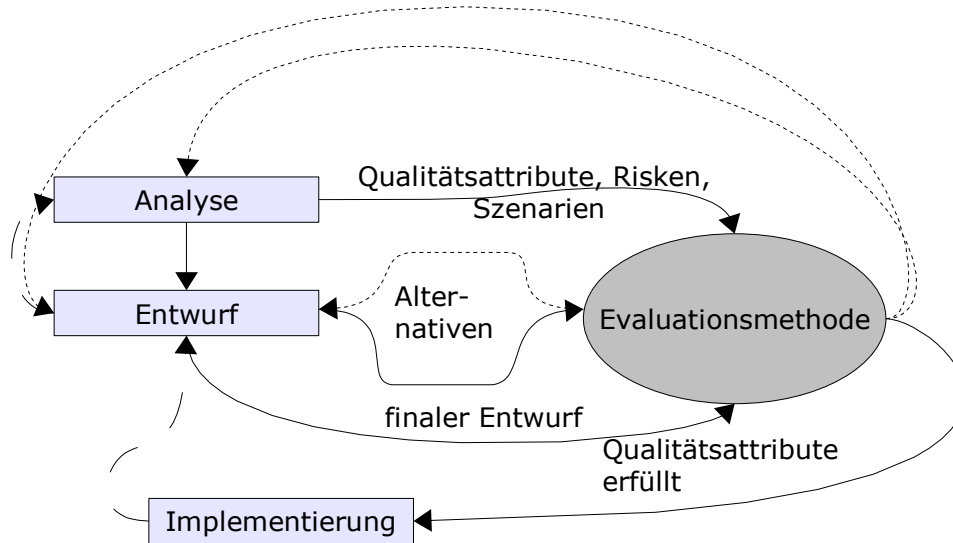 Qualitätsattribute, Risken,
Szenarien
Analyse
Entwurf
Alter-
nativen
Evaluationsmethode
finaler Entwurf
Qualitätsattribute
erfüllt
Implementierung